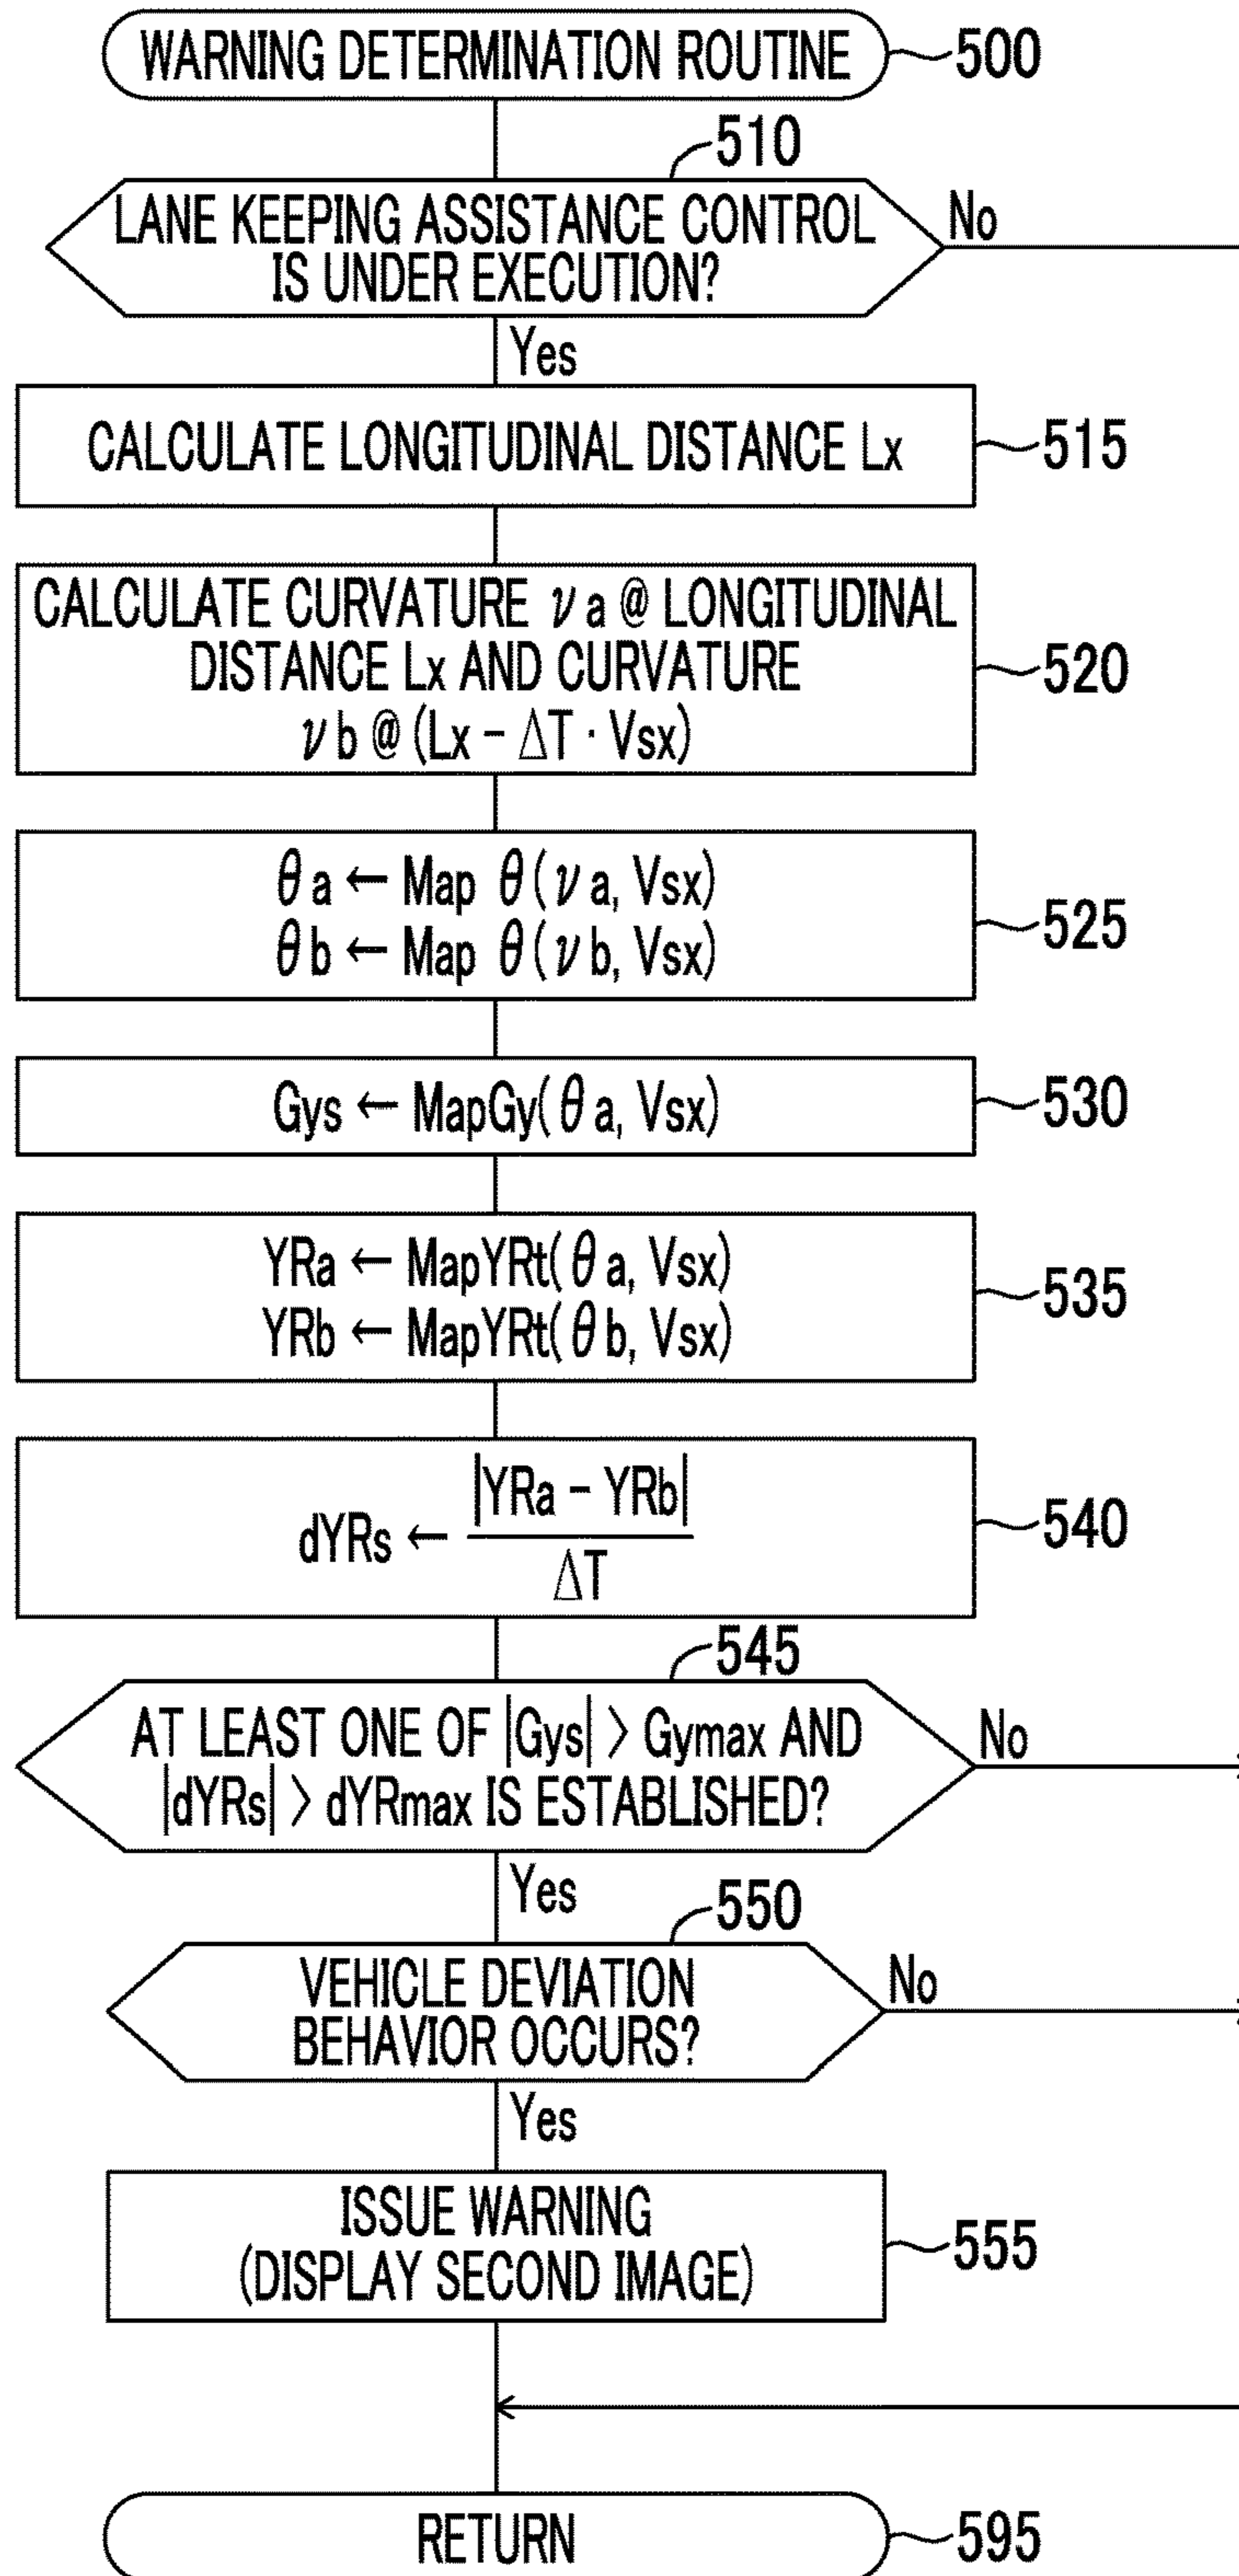 WARNING DETERMINATION ROUTINE
500
510
LANE KEEPING ASSISTANCE CONTROL
IS UNDER EXECUTION?
No
Yes
CALCULATE LONGITUDINAL DISTANCE Lx
515
CALCULATE CURVATURE νa @ LONGITUDINAL
DISTANCE Lx AND CURVATURE
νb @ (Lx - ΔT · Vsx)
520
θa ← Map θ(νa, Vsx)
θb ← Map θ(νb, Vsx)
525
Gys ← MapGy(θa, Vsx)
530
YRa ← MapYRt(θa, Vsx)
YRb ← MapYRt(θb, Vsx)
535
|YRa - YRb|
dYRs ←
ΔT
540
545
AT LEAST ONE OF |Gys| > Gymax AND
|dYRs| > dYRmax IS ESTABLISHED?
No
Yes
550
VEHICLE DEVIATION
BEHAVIOR OCCURS?
No
Yes
ISSUE WARNING
(DISPLAY SECOND IMAGE)
555
RETURN
595